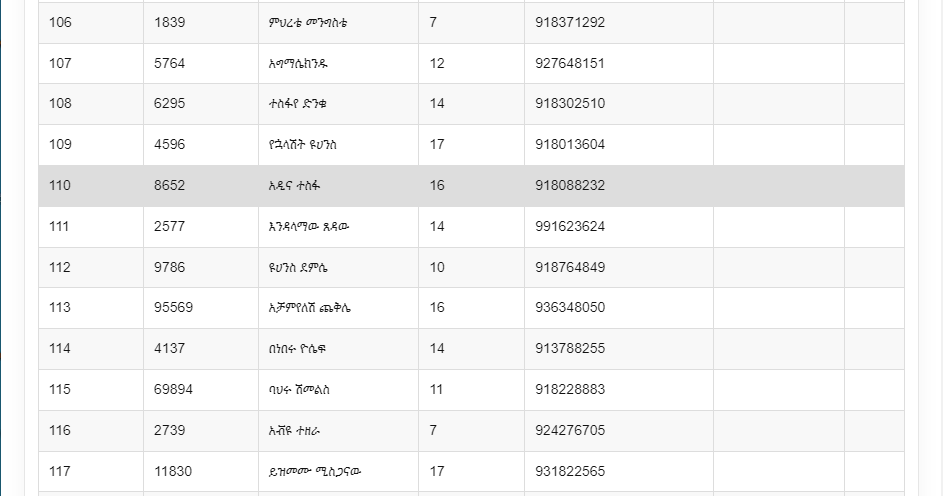 106 1839 ምህረቴ መንግስቴ 7 918371292
107 5764 አግማሴከንዱ 12 927648151
108 6295 ተስፋየ ድንቁ 14 918302510
109 4596 የኋላሸት ዩሀንስ 17 918013604
110 8652 አዲና ተስፋ 16 918088232
111 2577 እንዳላማው ጸዳው 14 991623624
112 9786 ዩሀንስ ደምሴ 10 918764849
113 95569 አቻምየለሽ ጨቅሌ 16 936348050
114 4137 በነበሩ ዮሴፍ 14 913788255
115 69894 ባህሩ ሽመልስ 11 918228883
116 2739 አብዩ ተዘራ 7 924276705
117 11830 ይዝመሙ ሚስጋናው 17 931822565